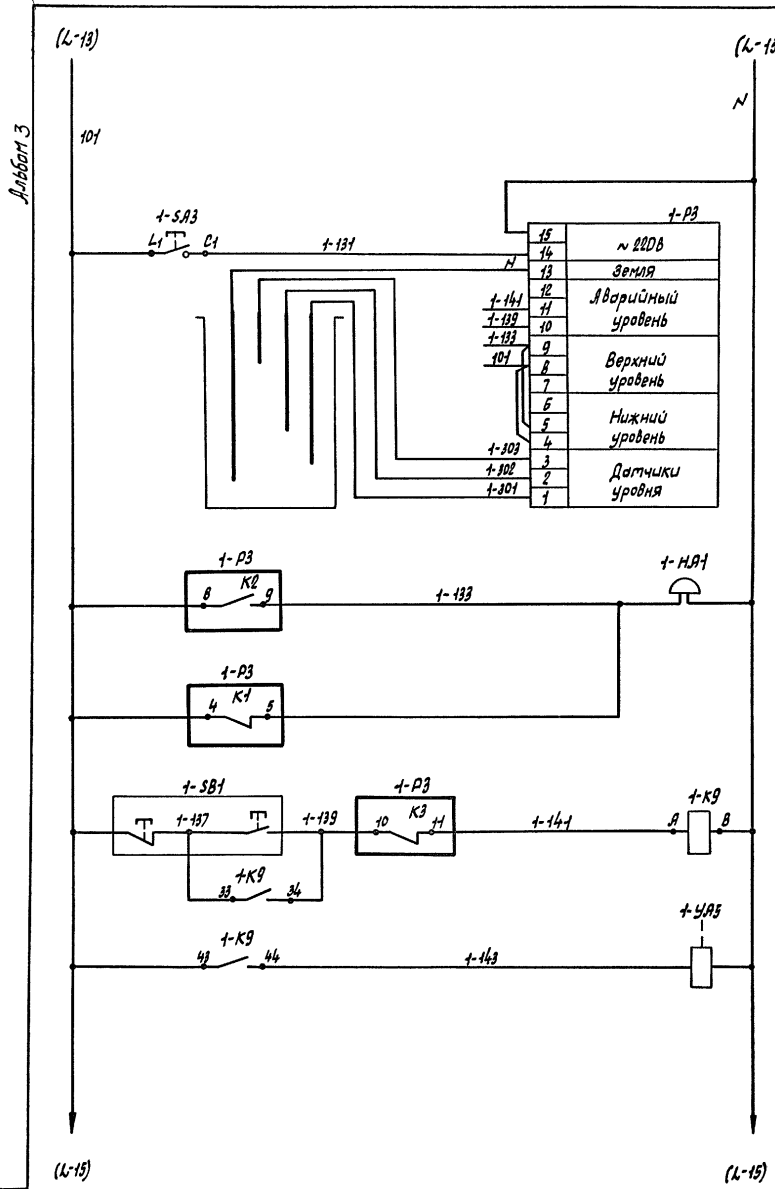 (L-13)
(L-13
N
101
Альбом 3
1-SA3
L1
C1
1-131
1-P3
15
~ 220В
14
N
13
Земля
12
1-141
11
Аварийный
уровень
1-139
10
1-133
9
Верхний
уровень
101
8
7
6
Нижний
уровень
5
4
1-303
3
Датчики
уровня
1-302
2
1-301
1
1-P3
K2
8
9
1-133
1-HA1
1-P3
K1
4
5
1-SB1
1-P3
1-K9
1-137
1-139
K3
10
11
1-141
A
B
1-K9
33
34
1-K9
1-YA5
43
44
1-143
(L-15)
(L-15)